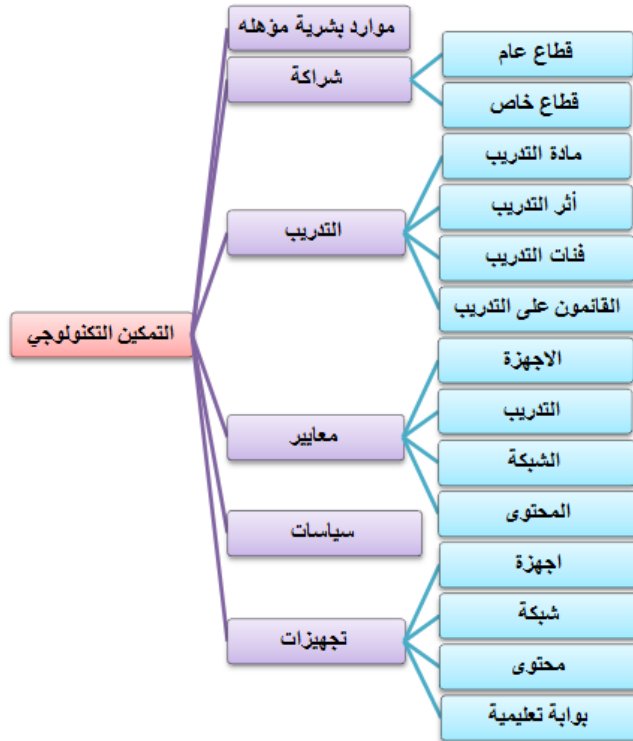 موارد بشرية مؤهله
شراكة
قطاع عام
قطاع خاص
التدريب
مادة التدريب
أثر التدريب
فئات التدريب
القائمون على التدريب
التمكين التكنولوجي
معايير
الاجهزة
التدريب
الشبكة
المحتوى
سياسات
تجهيزات
اجهزة
شبكة
محتوى
بوابة تعليمية